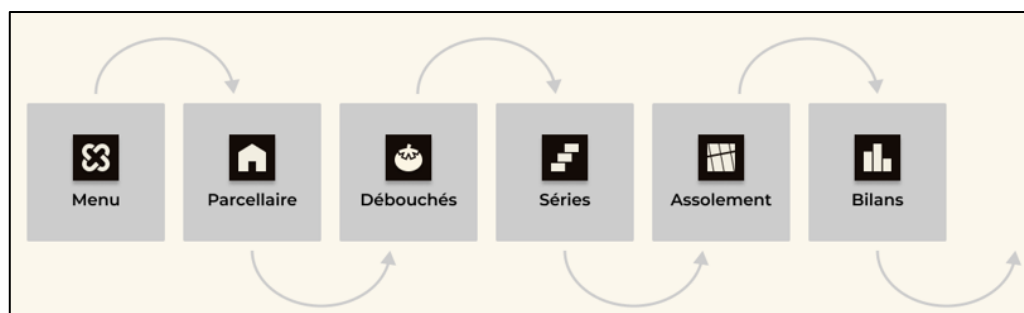 Menu
Parcellaire
Débouchés
Séries
Assolement
Bilans